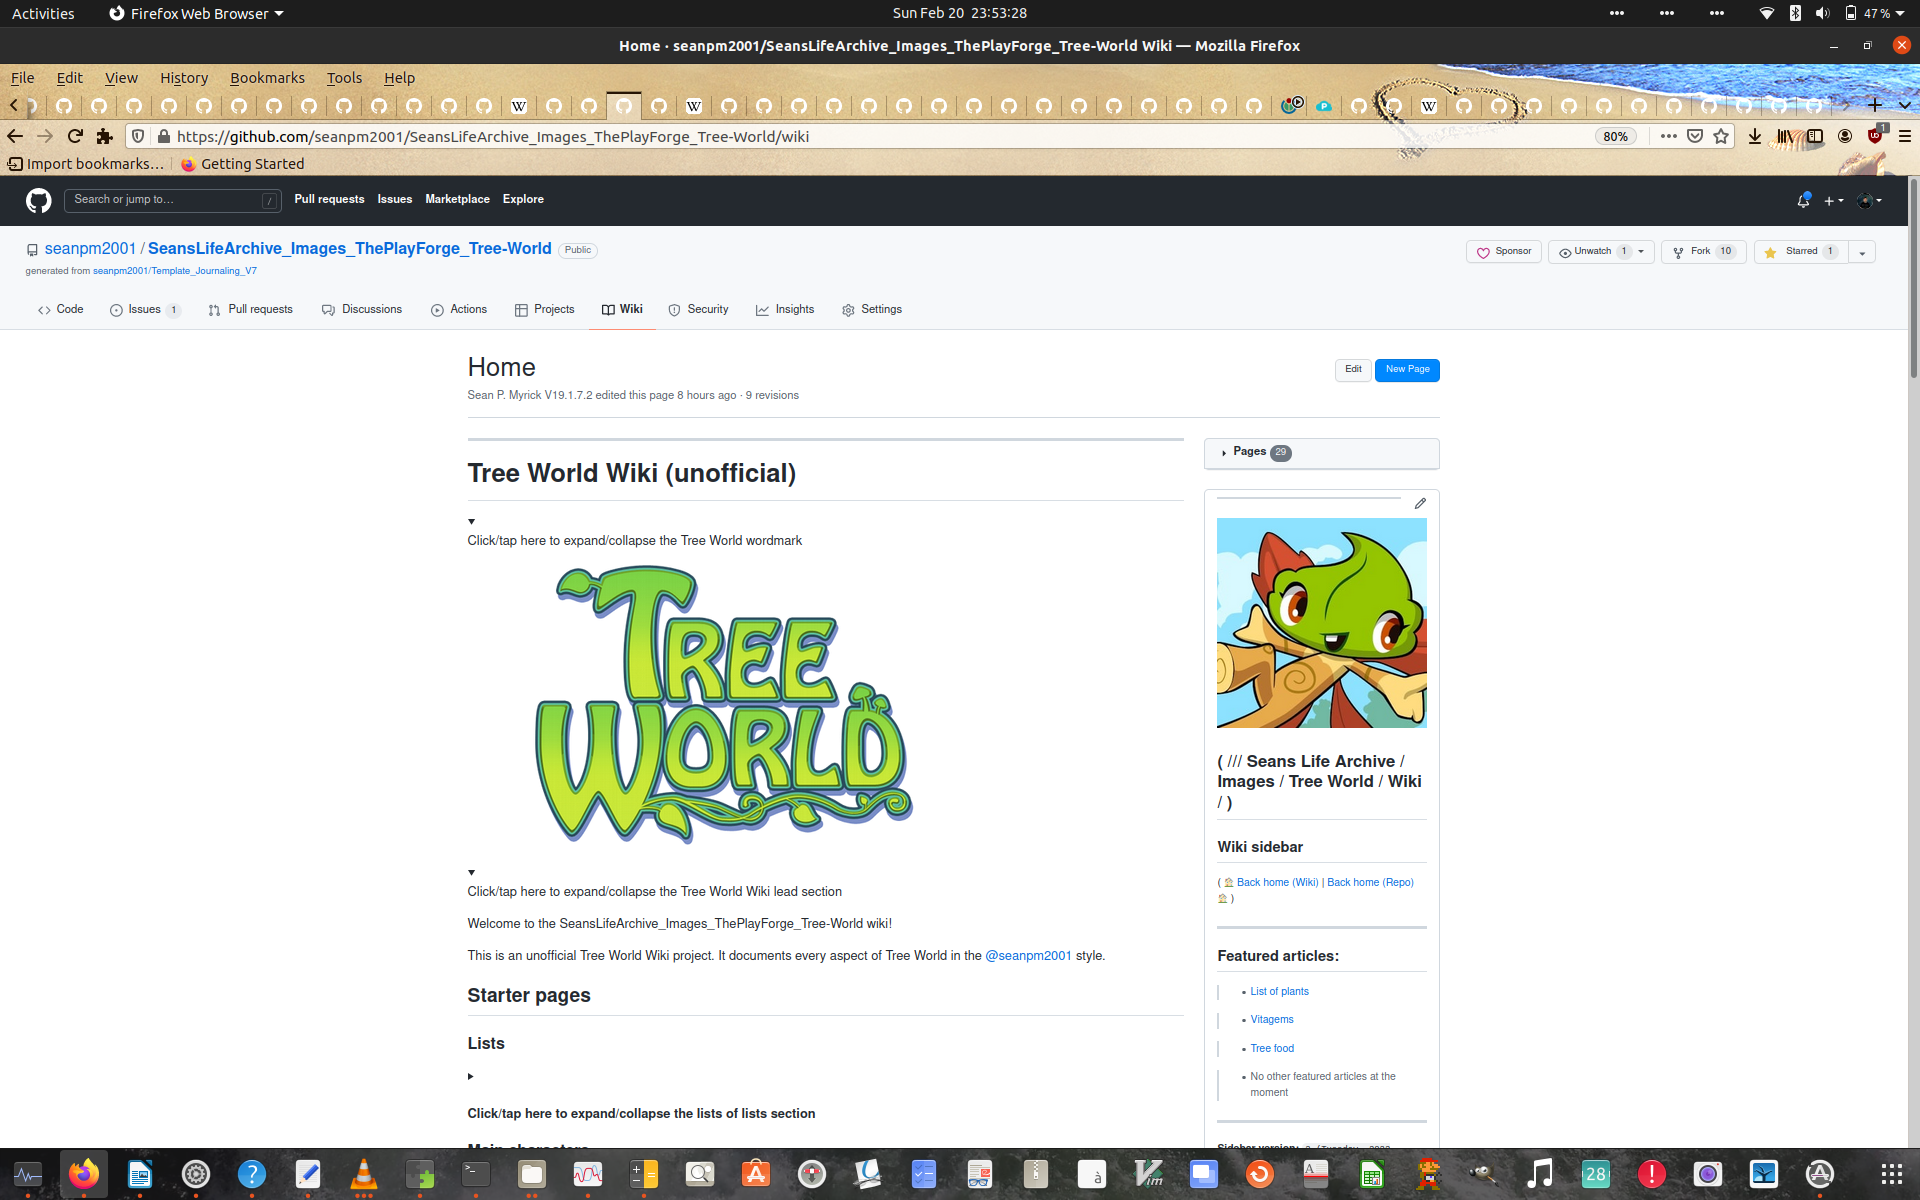 Activities
Firefox Web Browser
Sun Feb 20 23:53:28
47 %
Home · seanpm2001/SeansLifeArchive_Images_ThePlayForge_Tree-World Wiki — Mozilla Firefox
File Edit View History Bookmarks Tools Help
https://github.com/seanpm2001/SeansLifeArchive_Images_ThePlayForge_Tree-World/wiki
80%
1
Import bookmarks…
Getting Started
Search or jump to…
/
Pull requests Issues Marketplace Explore
seanpm2001 / SeansLifeArchive_Images_ThePlayForge_Tree-World Public
Sponsor
Unwatch 1
Fork 10
Starred 1
generated from seanpm2001/Template_Journaling_V7
Code
Issues 1
Pull requests
Discussions
Actions
Projects
Wiki
Security
Insights
Settings
Home
Edit
New Page
Sean P. Myrick V19.1.7.2 edited this page 8 hours ago · 9 revisions
Tree World Wiki (unofficial)
Click/tap here to expand/collapse the Tree World wordmark
TREE
WORLD
Click/tap here to expand/collapse the Tree World Wiki lead section
Welcome to the SeansLifeArchive_Images_ThePlayForge_Tree-World wiki!
This is an unofficial Tree World Wiki project. It documents every aspect of Tree World in the @seanpm2001 style.
Starter pages
Lists
Click/tap here to expand/collapse the lists of lists section
Main characters
Pages 29
( /// Seans Life Archive /
Images / Tree World / Wiki
/ )
Wiki sidebar
( Back home (Wiki) | Back home (Repo)
)
Featured articles:
List of plants
Vitagems
Tree food
No other featured articles at the
moment
Sidebar version:
28